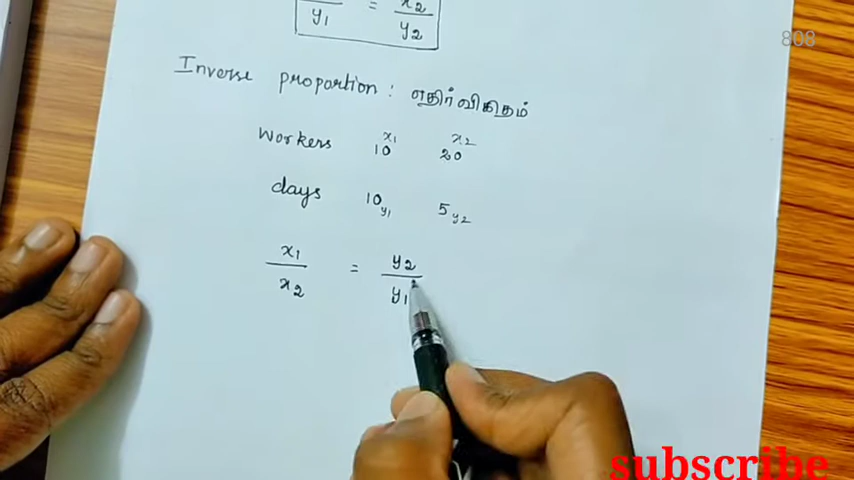 808
y₁ = x₂
y₂
Inverse proportion : எதிர்விகிதம்
x₁ x₂
Workers 10 20
days 10 y₁ 5 y₂
x₁ = y₂
x₂ y₁
subscribe